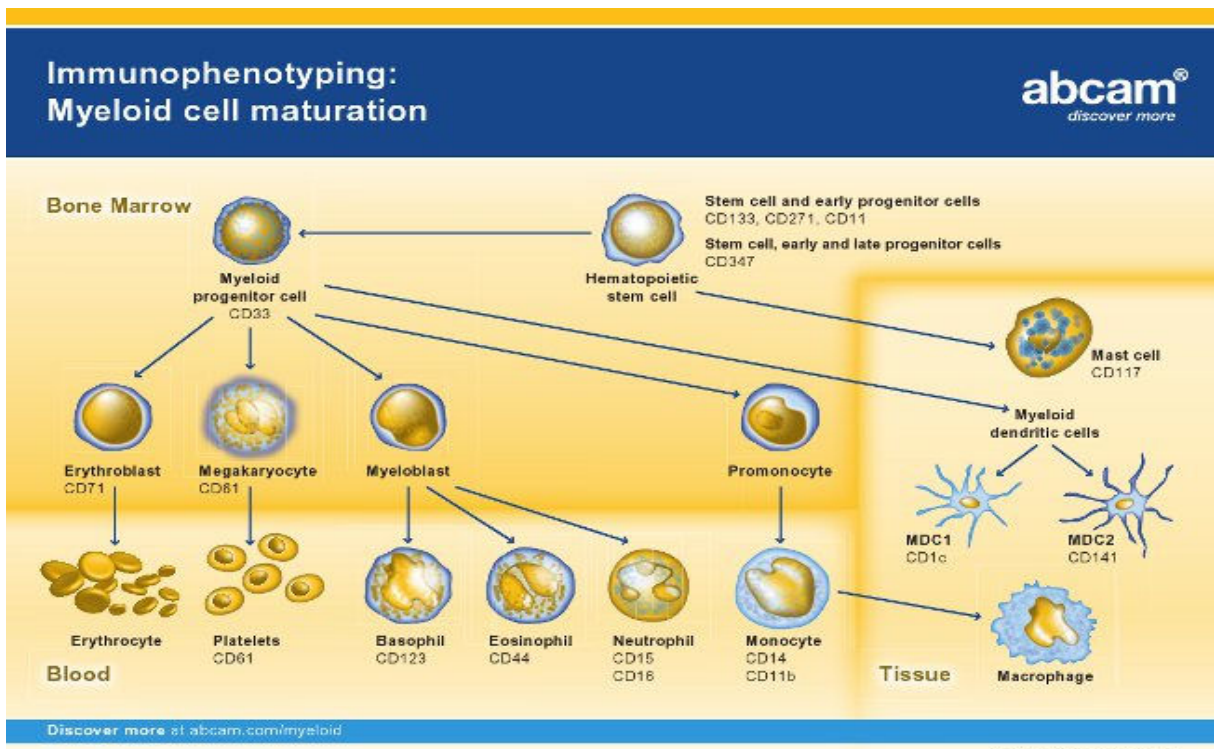 Immunophenotyping:
Myeloid cell maturation
abcam®
discover more
Bone Marrow
Stem cell and early progenitor cells
CD133, CD271, CD11
Stem cell, early and late progenitor cells
CD347
Myeloid
progenitor cell
CD33
Hematopoietic
stem cell
Mast cell
CD117
Myeloid
dendritic cells
Erythroblast
CD71
Megakaryocyte
CD61
Myeloblast
Promonocyte
MDC1
CD1c
MDC2
CD141
Erythrocyte
Platelets
CD61
Basophil
CD123
Eosinophil
CD44
Neutrophil
CD15
CD16
Monocyte
CD14
CD11b
Macrophage
Blood
Tissue
Discover more at abcam.com/myeloid